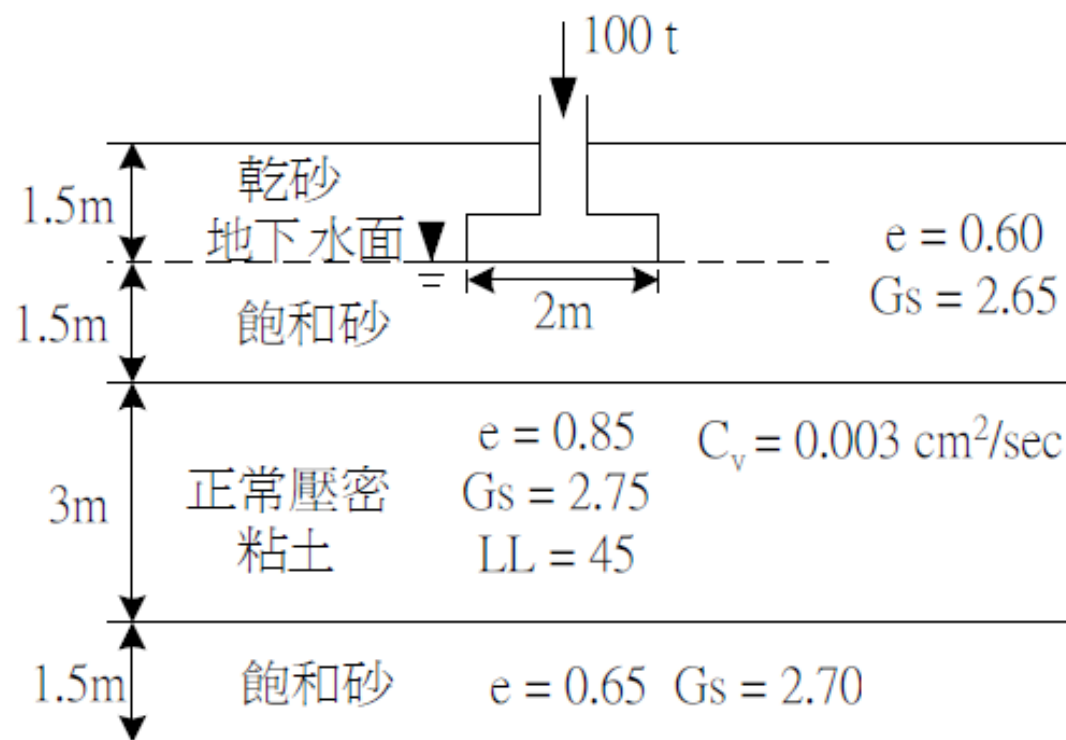 100 t
1.5m
乾砂
地下水面
e = 0.60
Gs = 2.65
2m
1.5m
飽和砂
3m
正常壓密
粘土
e = 0.85
Gs = 2.75
LL = 45
Cᵥ = 0.003 cm²/sec
1.5m
飽和砂
e = 0.65 Gs = 2.70